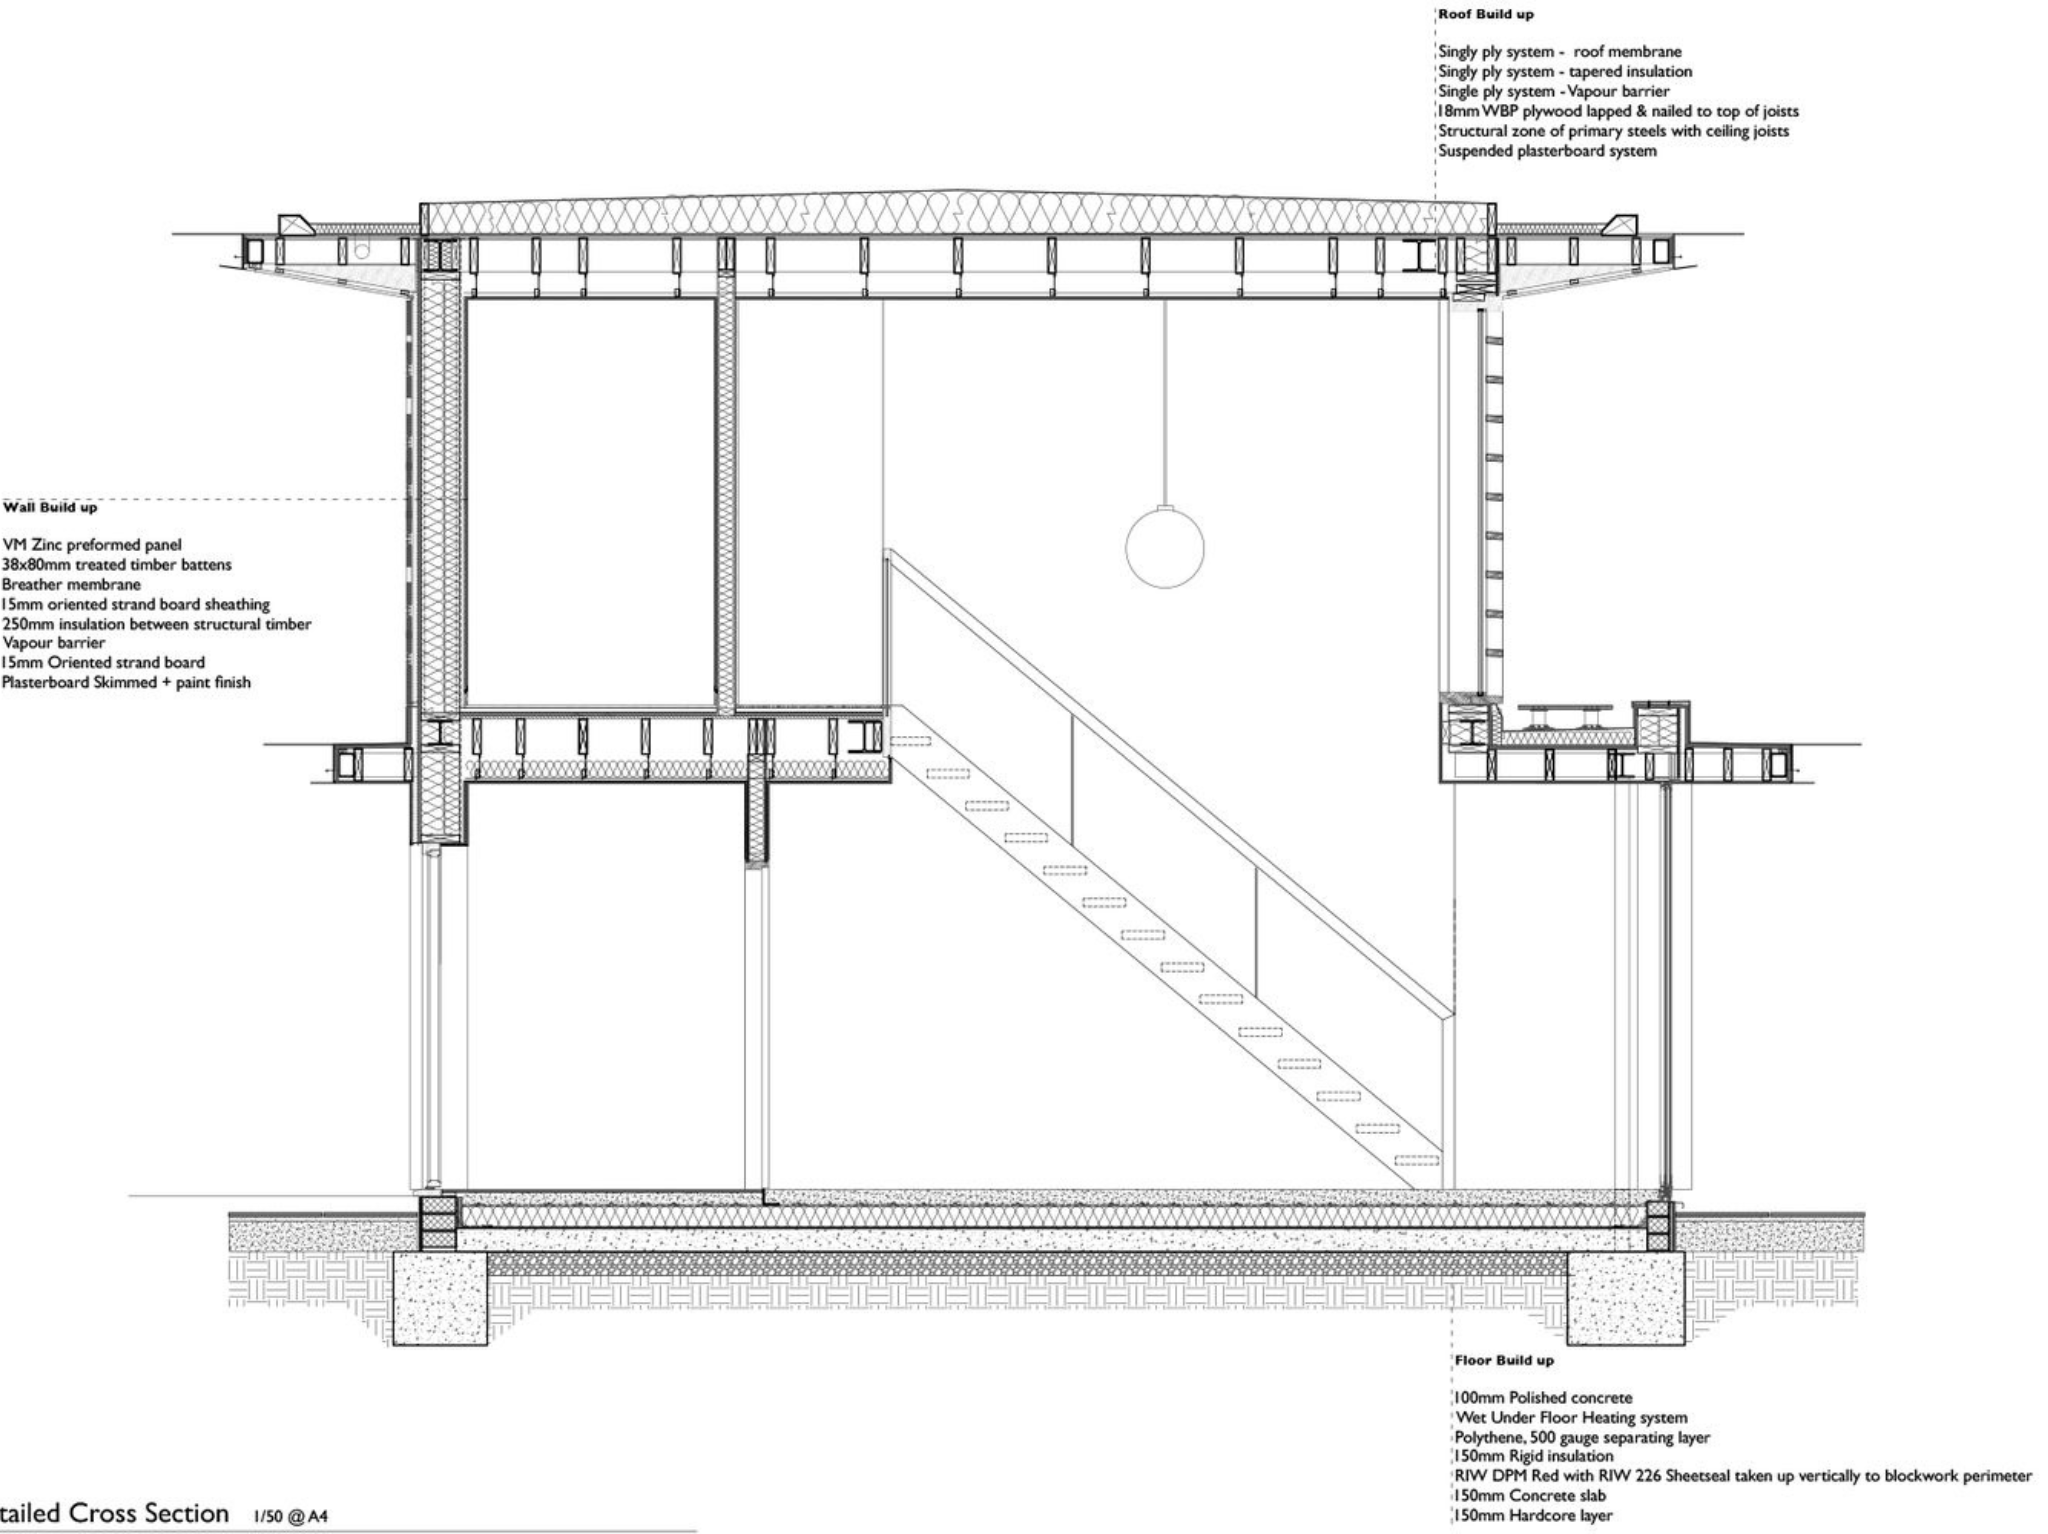 Roof Build up
Singly ply system - roof membrane
Singly ply system - tapered insulation
Single ply system - Vapour barrier
18mm WBP plywood lapped & nailed to top of joists
Structural zone of primary steels with ceiling joists
Suspended plasterboard system
Wall Build up
VM Zinc preformed panel
38x80mm treated timber battens
Breather membrane
15mm oriented strand board sheathing
250mm insulation between structural timber
Vapour barrier
15mm Oriented strand board
Plasterboard Skimmed + paint finish
Floor Build up
100mm Polished concrete
Wet Under Floor Heating system
Polythene, 500 gauge separating layer
150mm Rigid insulation
RIW DPM Red with RIW 226 Sheetseal taken up vertically to blockwork perimeter
150mm Concrete slab
150mm Hardcore layer
tailed Cross Section 1/50 @ A4